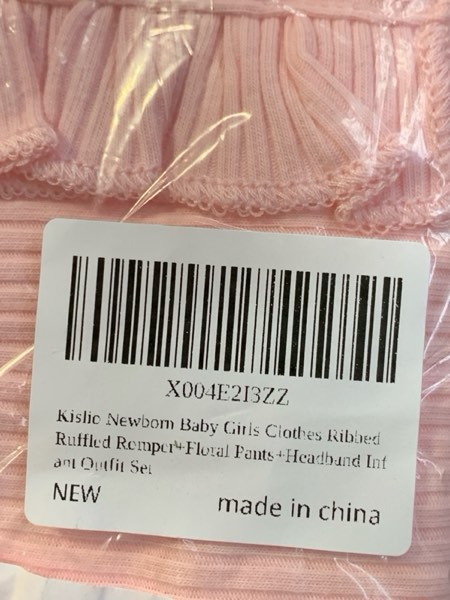 X004E2I3ZZ
Kislio Newborn Baby Girls Clothes Ribbed
Ruffled Romper+Floral Pants+Headband Inf
ant Outfit Set
NEW
made in china